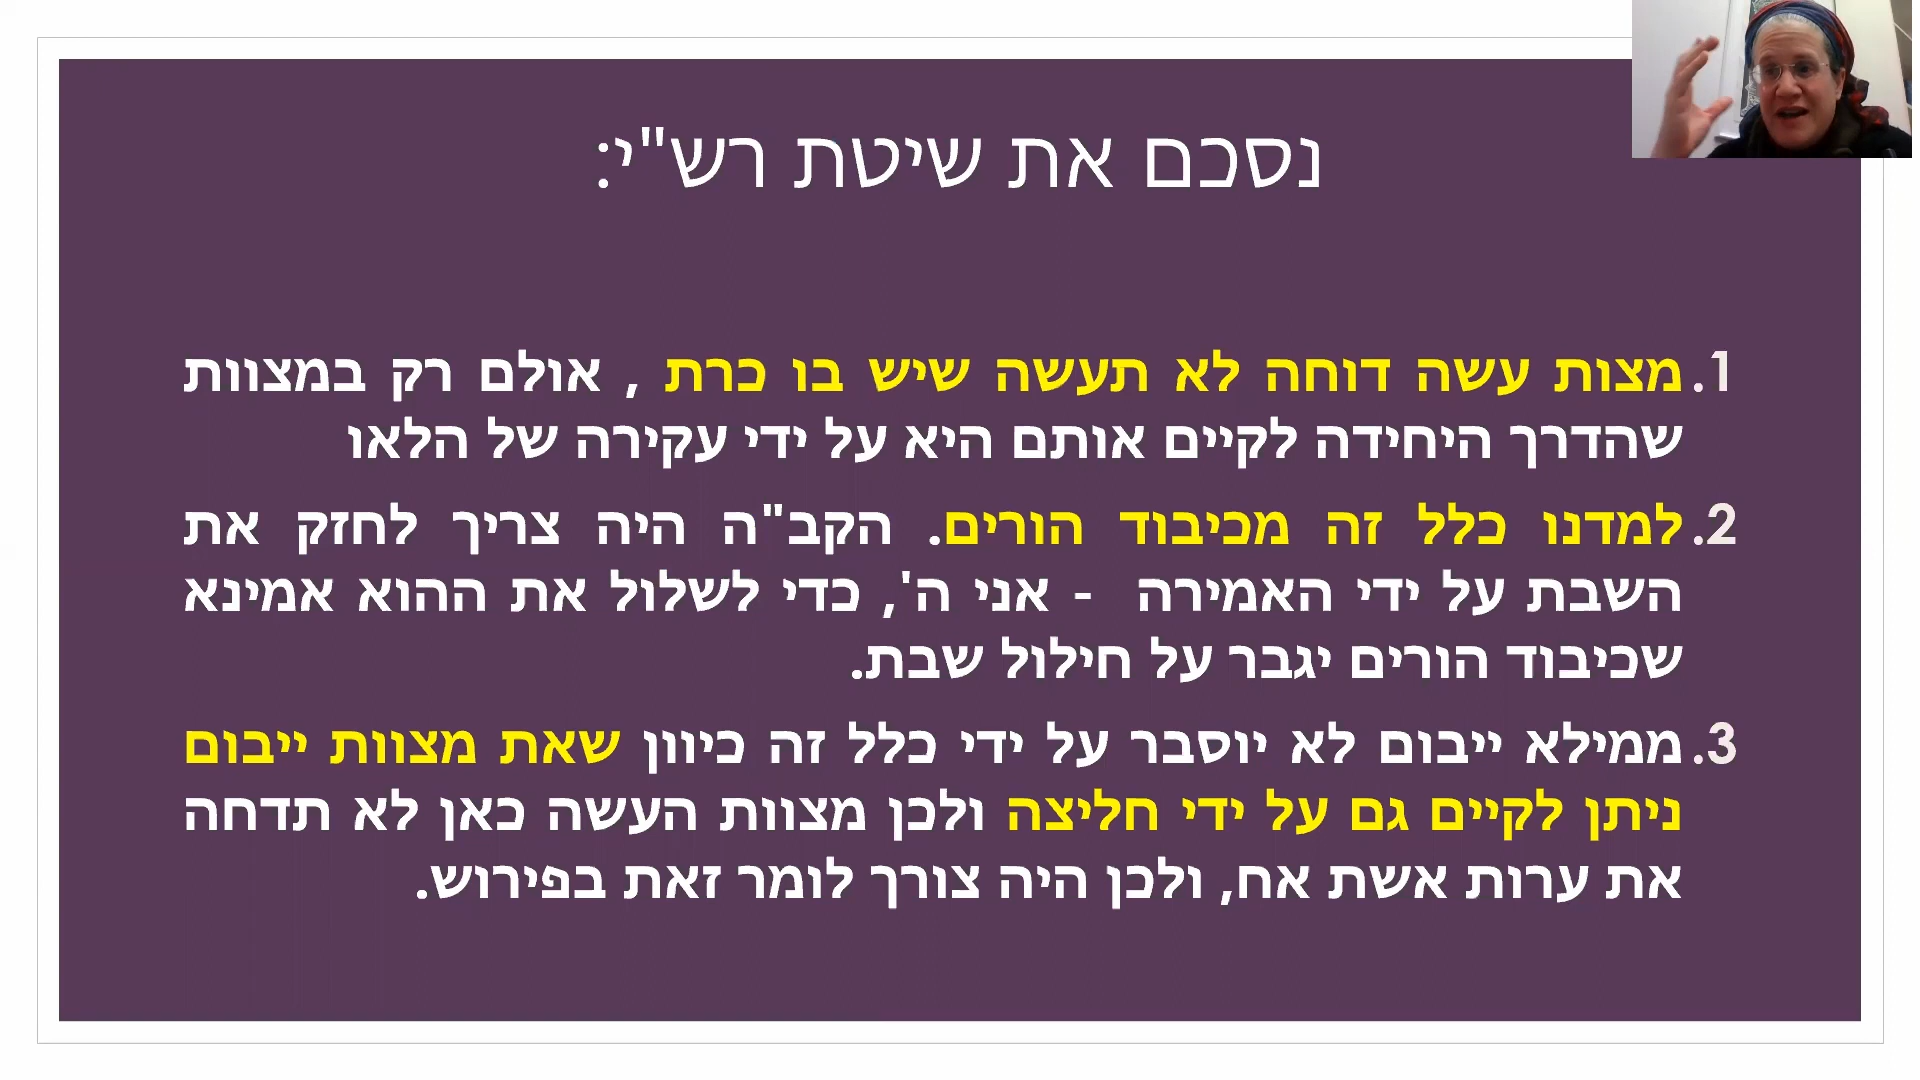 נסכם את שיטת רש"י:
1. מצות עשה דוחה לא תעשה שיש בו כרת , אולם רק במצוות
שהדרך היחידה לקיים אותם היא על ידי עקירה של הלאו
2. למדנו כלל זה מכיבוד הורים. הקב"ה היה צריך לחזק את
השבת על ידי האמירה - אני ה', כדי לשלול את ההוא אמינא
שכיבוד הורים יגבר על חילול שבת.
3. ממילא ייבום לא יוסבר על ידי כלל זה כיוון שאת מצוות ייבום
ניתן לקיים גם על ידי חליצה ולכן מצוות העשה כאן לא תדחה
את ערות אשת אח, ולכן היה צורך לומר זאת בפירוש.